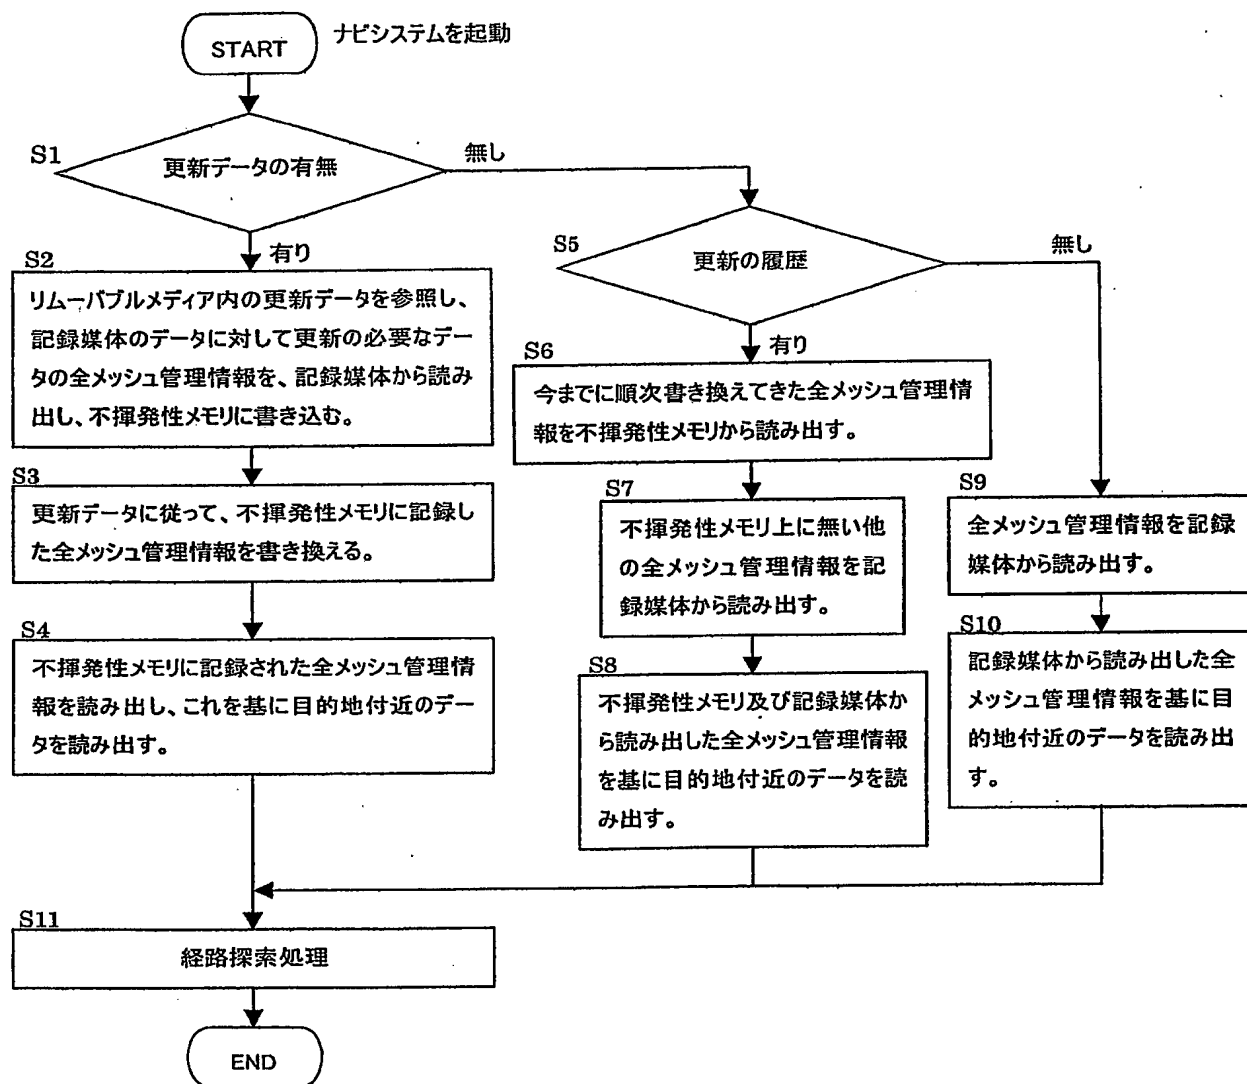 START
ナビシステムを起動
S1
更新データの有無
無し
有り
S2
リムーバブルメディア内の更新データを参照し、
記録媒体のデータに対して更新の必要なデー
タの全メッシュ管理情報を、記録媒体から読み
出し、不揮発性メモリに書き込む。
S3
更新データに従って、不揮発性メモリに記録し
た全メッシュ管理情報を書き換える。
S4
不揮発性メモリに記録された全メッシュ管理情
報を読み出し、これを基に目的地付近のデー
タを読み出す。
S5
更新の履歴
無し
有り
S6
今までに順次書き換えてきた全メッシュ管理情
報を不揮発性メモリから読み出す。
S7
不揮発性メモリ上に無い他
の全メッシュ管理情報を記
録媒体から読み出す。
S8
不揮発性メモリ及び記録媒体か
ら読み出した全メッシュ管理情報
を基に目的地付近のデータを読
み出す。
S9
全メッシュ管理情報を記録
媒体から読み出す。
S10
記録媒体から読み出した全
メッシュ管理情報を基に目
的地付近のデータを読み出
す。
S11
経路探索処理
END